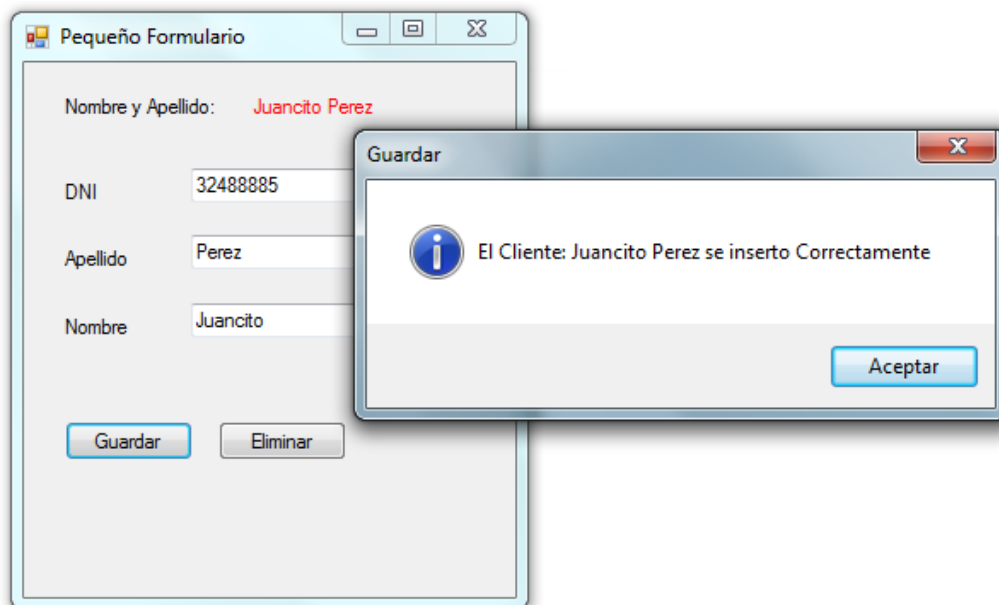 Pequeño Formulario
Nombre y Apellido: Juancito Perez
Guardar
DNI 32488885
El Cliente: Juancito Perez se inserto Correctamente
Apellido Perez
Nombre Juancito
Aceptar
Guardar Eliminar